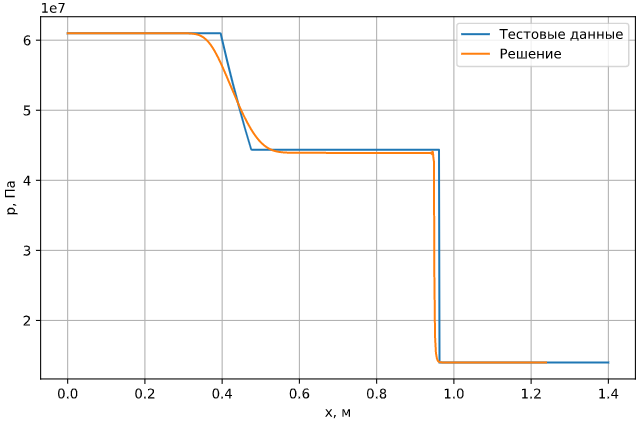 1e7
Тестовые данные
Решение
6
5
4
3
2
p, Па
0.0 0.2 0.4 0.6 0.8 1.0 1.2 1.4
x, м